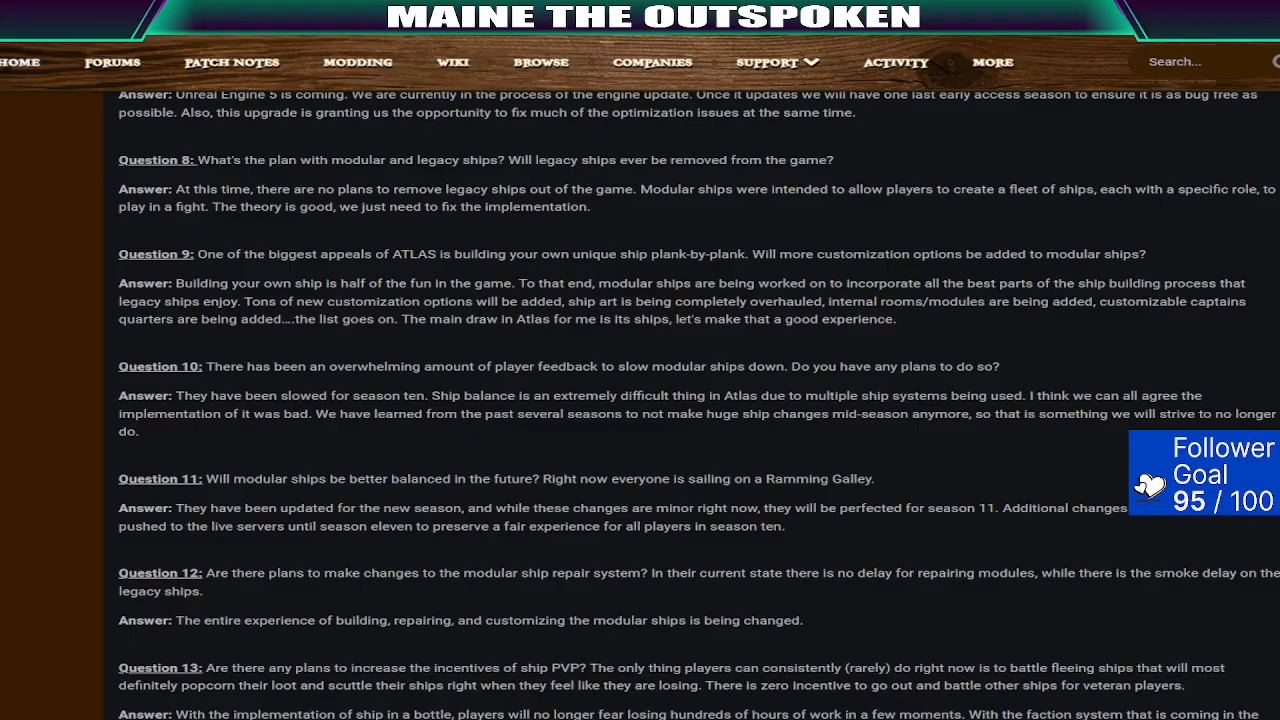 MAINE THE OUTSPOKEN
HOME FORUMS PATCH NOTES MODDING WIKI BROWSE COMPANIES SUPPORT ACTIVITY MORE Search...
Answer: Unreal Engine 5 is coming. We are currently in the process of the engine update. Once it updates we will have one last early access season to ensure it is as bug free as
possible. Also, this upgrade is granting us the opportunity to fix much of the optimization issues at the same time.
Question 8: What's the plan with modular and legacy ships? Will legacy ships ever be removed from the game?
Answer: At this time, there are no plans to remove legacy ships out of the game. Modular ships were intended to allow players to create a fleet of ships, each with a specific role, to
play in a fight. The theory is good, we just need to fix the implementation.
Question 9: One of the biggest appeals of ATLAS is building your own unique ship plank-by-plank. Will more customization options be added to modular ships?
Answer: Building your own ship is half of the fun in the game. To that end, modular ships are being worked on to incorporate all the best parts of the ship building process that
legacy ships enjoy. Tons of new customization options will be added, ship art is being completely overhauled, internal rooms/modules are being added, customizable captains
quarters are being added....the list goes on. The main draw in Atlas for me is its ships, let's make that a good experience.
Question 10: There has been an overwhelming amount of player feedback to slow modular ships down. Do you have any plans to do so?
Answer: They have been slowed for season ten. Ship balance is an extremely difficult thing in Atlas due to multiple ship systems being used. I think we can all agree the
implementation of it was bad. We have learned from the past several seasons to not make huge ship changes mid-season anymore, so that is something we will strive to no longer
do.
Question 11: Will modular ships be better balanced in the future? Right now everyone is sailing on a Ramming Galley.
Answer: They have been updated for the new season, and while these changes are minor right now, they will be perfected for season 11. Additional changes
pushed to the live servers until season eleven to preserve a fair experience for all players in season ten.
Follower
Goal
95 / 100
Question 12: Are there plans to make changes to the modular ship repair system? In their current state there is no delay for repairing modules, while there is the smoke delay on the
legacy ships.
Answer: The entire experience of building, repairing, and customizing the modular ships is being changed.
Question 13: Are there any plans to increase the incentives of ship PVP? The only thing players can consistently (rarely) do right now is to battle fleeing ships that will most
definitely popcorn their loot and scuttle their ships right when they feel like they are losing. There is zero incentive to go out and battle other ships for veteran players.
Answer: With the implementation of ship in a bottle, players will no longer fear losing hundreds of hours of work in a few moments. With the faction system that is coming in the